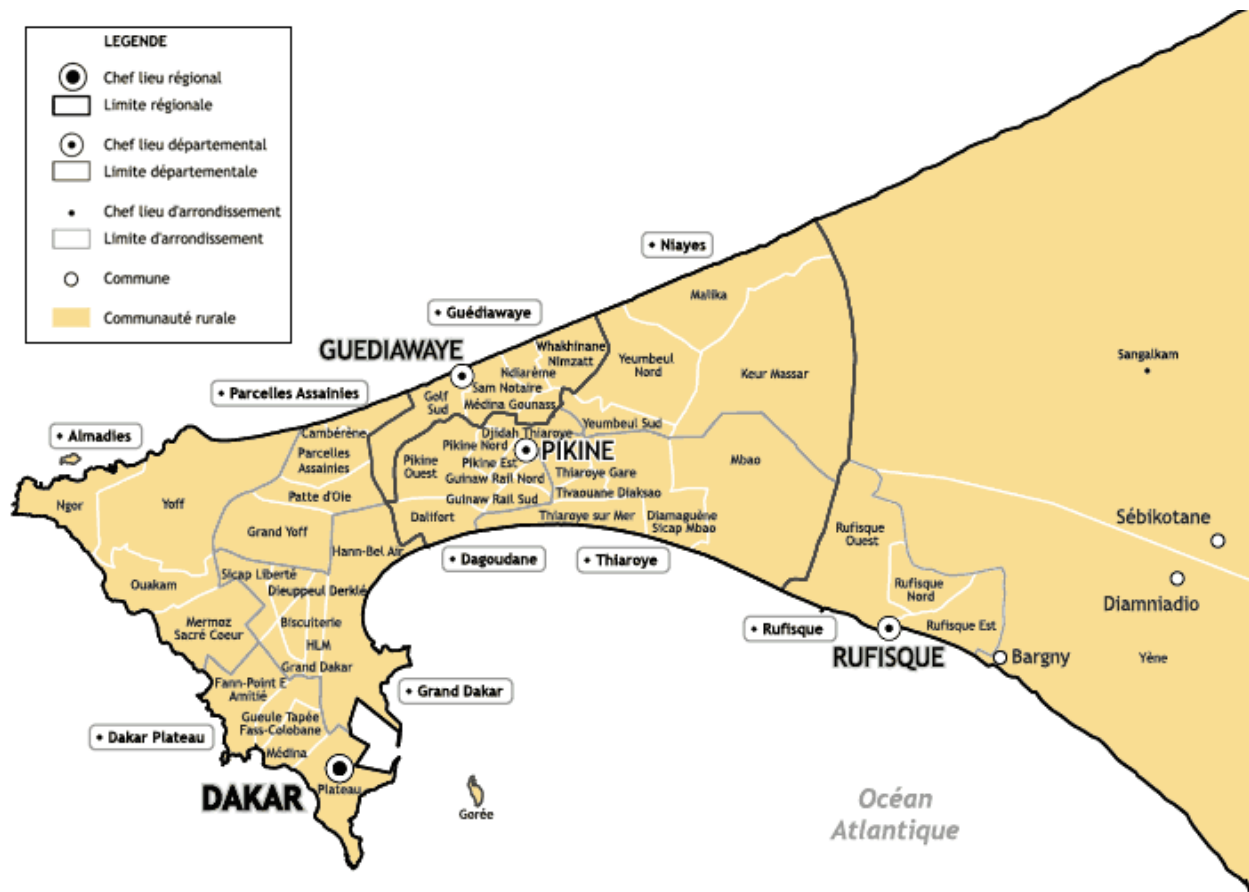 LEGENDE
Chef lieu régional
Limite régionale
Chef lieu départemental
Limite départementale
Chef lieu d'arrondissement
Limite d'arrondissement
Commune
Communauté rurale
Niayes
Malika
Guédiawaye
GUEDIAWAYE
Whakhinane
Nimzatt
Yeumbeul
Nord
Keur Massar
Sangalkam
Ndiarème
Sam Notaire
Médina Gounass
Golf
Sud
Parcelles Assainies
Almadies
Cambérène
Parcelles
Assainies
Patte d'Oie
Djidah Thiaroye
Yeumbeul Sud
Pikine Nord
PIKINE
Pikine
Ouest
Pikine Est
Guinaw Rail Nord
Guinaw Rail Sud
Thiaroye Gare
Tivaouane Diaksao
Thiaroye sur Mer
Diamaguène
Sicap Mbao
Mbao
Ngor
Yoff
Grand Yoff
Dalifort
Hann-Bel Air
Dagoudane
Thiaroye
Rufisque
Ouest
Sébikotane
Ouakam
Sicap Liberté
Dieuppeul Derklé
Rufisque
Nord
Diamniadio
Mermoz
Sacré Coeur
Biscuiterie
HLM
Rufisque
Rufisque Est
RUFISQUE
Bargny
Yène
Grand Dakar
Fann-Point E
Amitié
Grand Dakar
Gueule Tapée
Fass-Colobane
Dakar Plateau
Médina
DAKAR
Plateau
Gorée
Océan
Atlantique